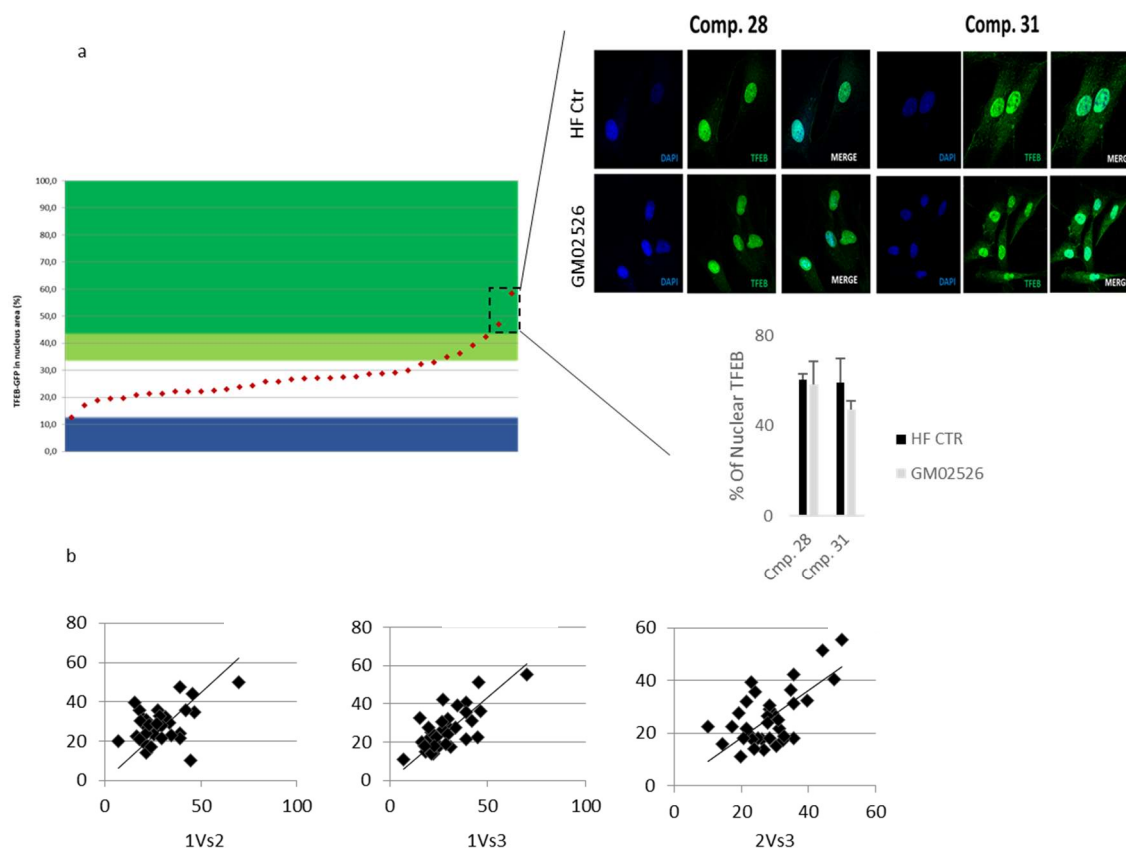 a
Comp. 28
Comp. 31
HF Ctr
DAPI
TFEB
MERGE
DAPI
TFEB
MERG
GM02526
DAPI
TFEB
MERGE
DAPI
TFEB
MERG
TFEB-GFP in nucleus area (%)
100,0
90,0
80,0
70,0
60,0
50,0
40,0
30,0
20,0
10,0
0,0
% Of Nuclear TFEB
80
40
0
Cmp. 28
Cmp. 31
HF CTR
GM02526
b
80
60
40
20
0
0 50 100
1Vs2
80
60
40
20
0
0 50 100
1Vs3
60
40
20
0
0 20 40 60
2Vs3